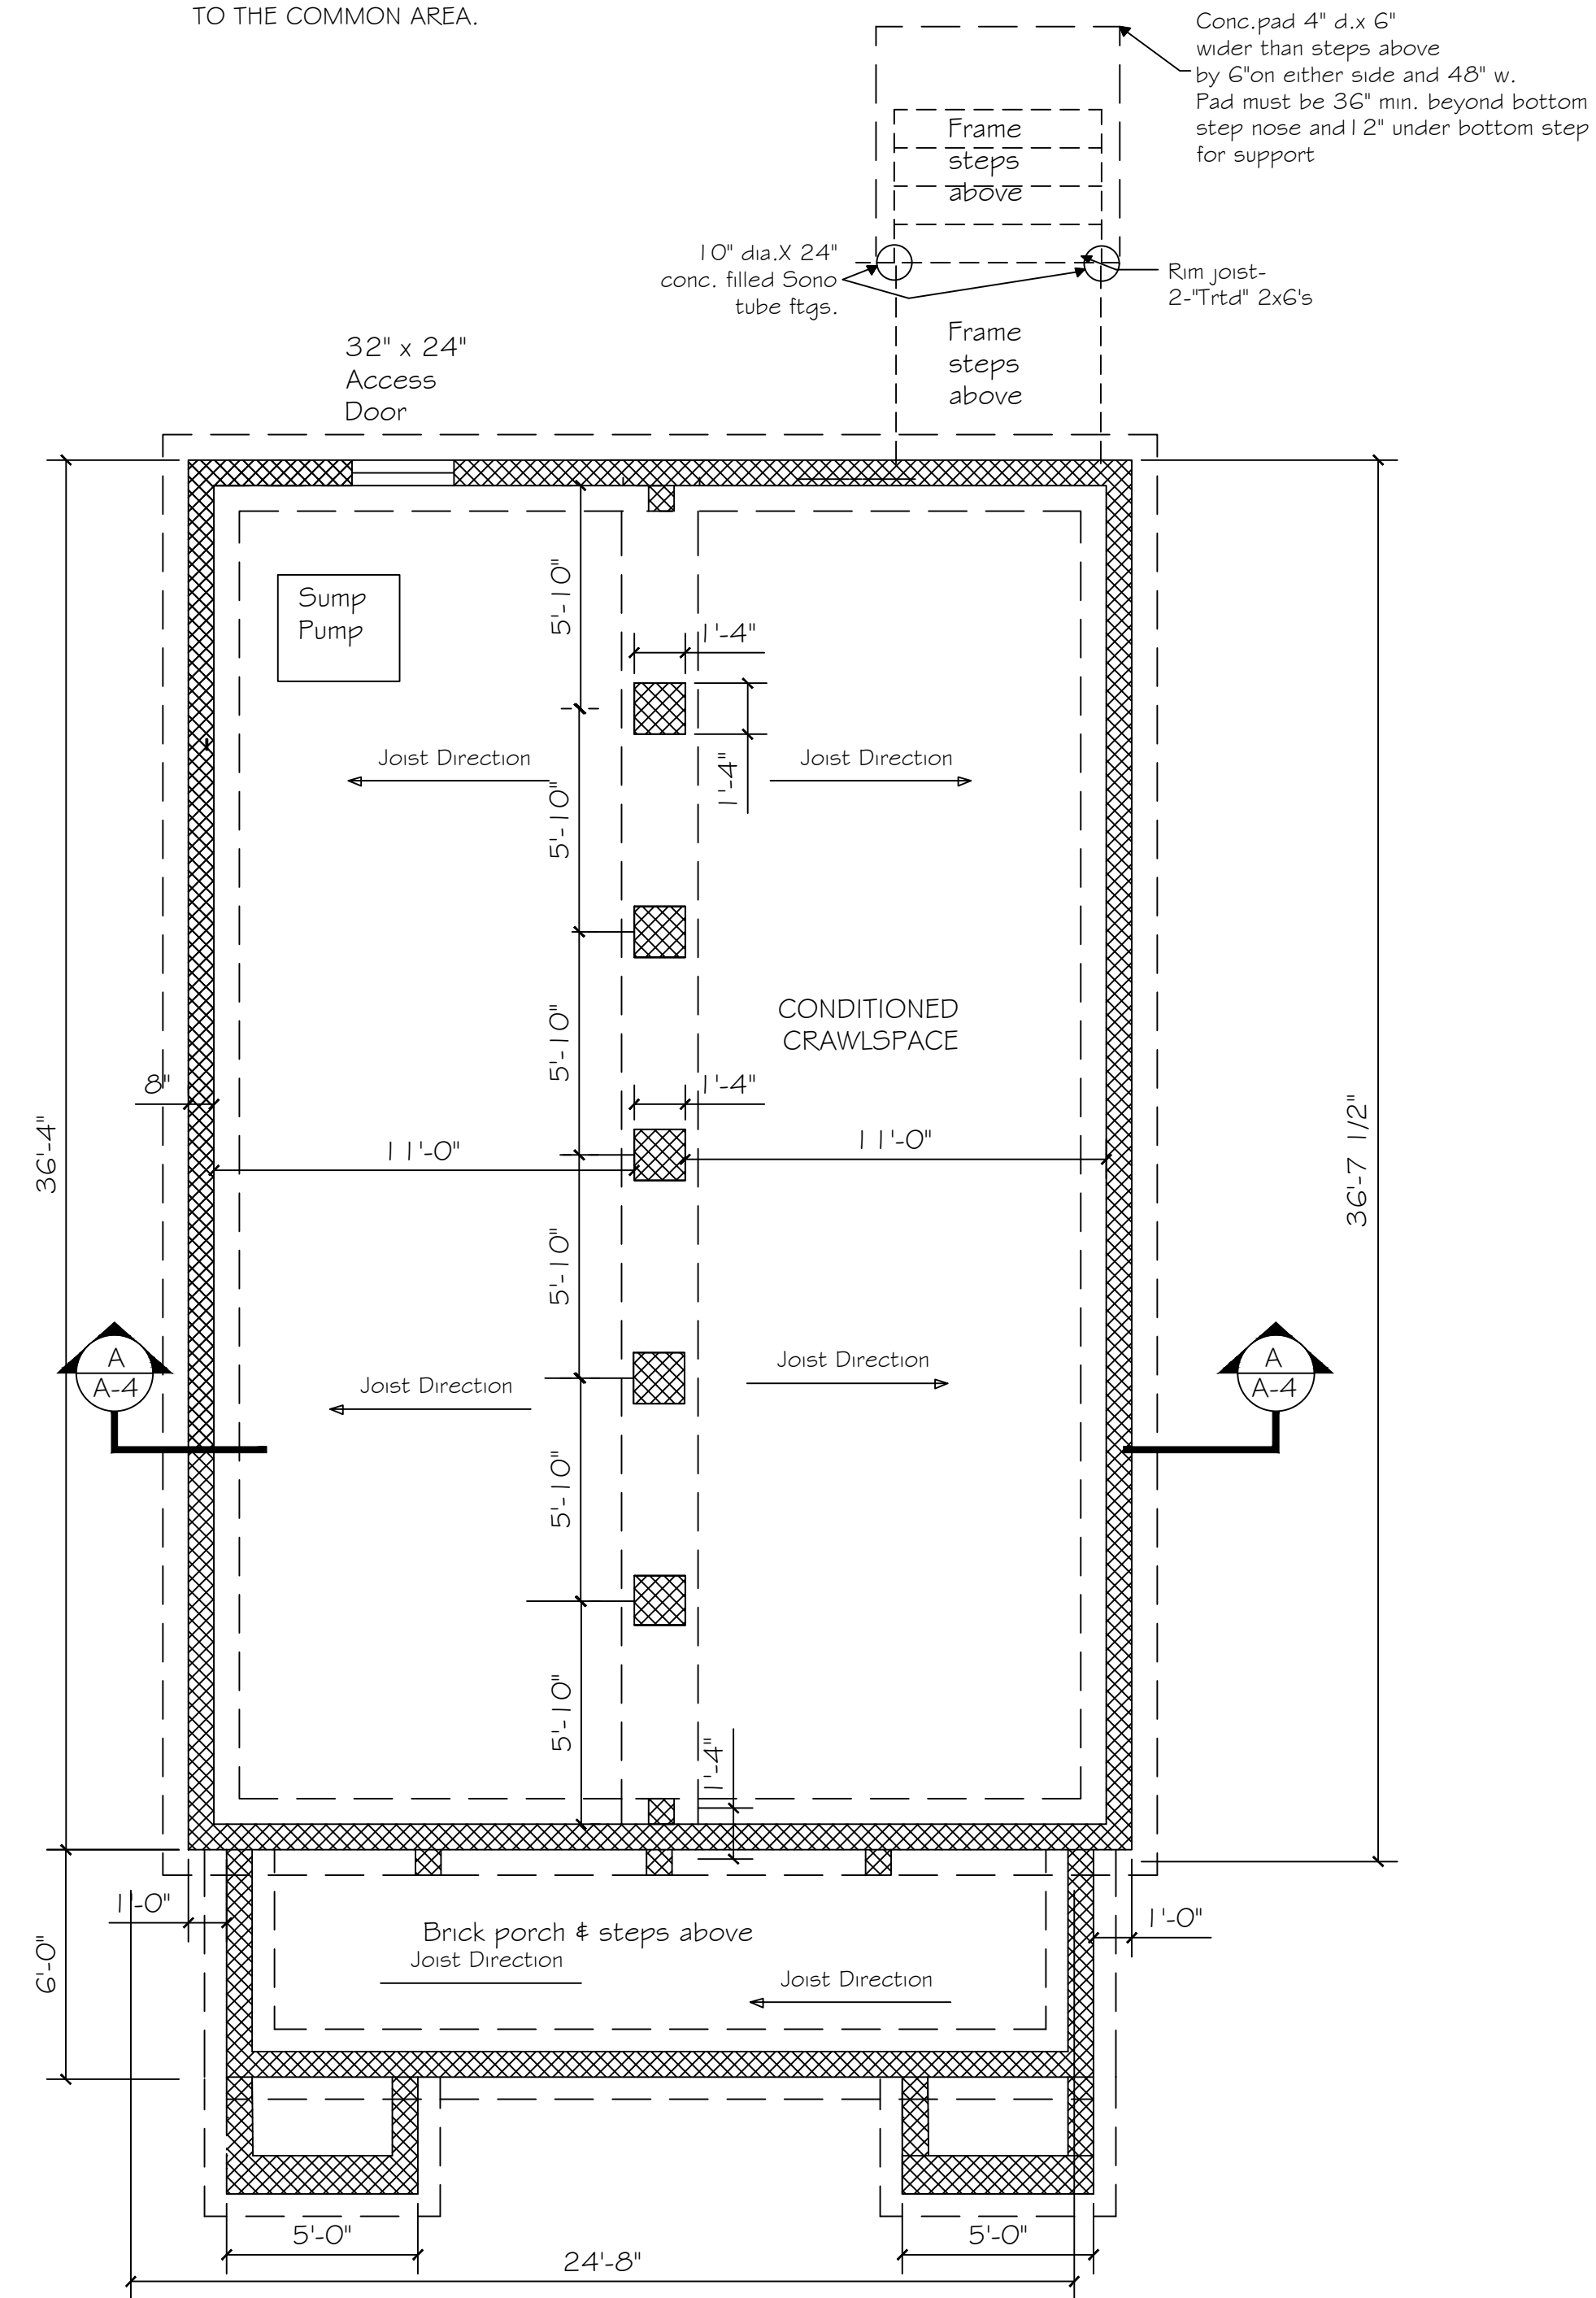 TO THE COMMON AREA.
Conc.pad 4" d.x 6"
wider than steps above
by 6"on either side and 48" w.
Pad must be 36" min. beyond bottom
step nose and12" under bottom step
for support
Frame
steps
above
10" dia.X 24"
conc. filled Sono
tube ftgs.
Rim joist-
2-"Trtd" 2x6's
Frame
steps
above
32" x 24"
Access
Door
Sump
Pump
5'-10"
1'-4"
1'-4"
Joist Direction
Joist Direction
5'-10"
CONDITIONED
CRAWLSPACE
5'-10"
8"
1'-4"
36'-4"
11'-0"
11'-0"
36'-7 1/2"
5'-10"
A
A-4
A
A-4
Joist Direction
Joist Direction
5'-10"
5'-10"
1'-4"
1'-0"
1'-0"
6'-0"
Brick porch & steps above
Joist Direction
Joist Direction
5'-0"
5'-0"
24'-8"